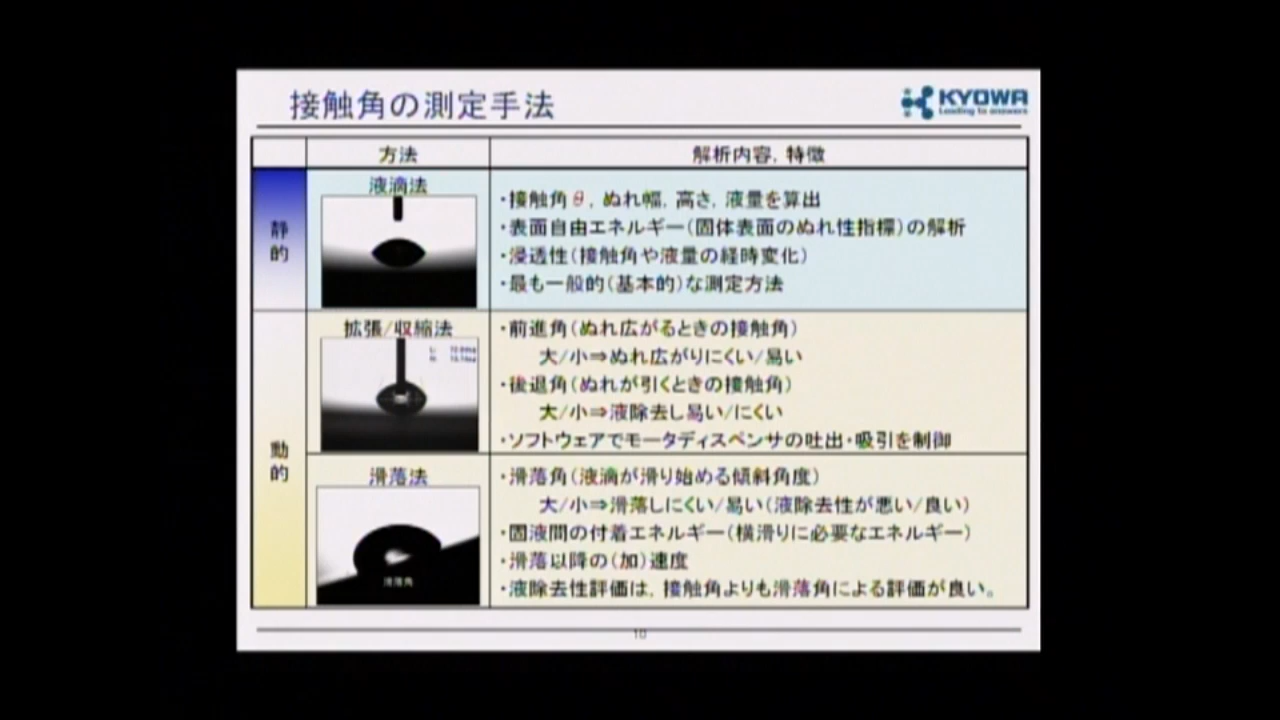 接触角の測定手法
KYOWA
Leading to answers
方法
解析内容, 特徴
静的
液滴法
・接触角θ, ぬれ幅, 高さ, 液量を算出
・表面自由エネルギー(固体表面のぬれ性指標)の解析
・浸透性(接触角や液量の経時変化)
・最も一般的(基本的)な測定方法
動的
拡張/収縮法
・前進角(ぬれ広がるときの接触角)
大/小⇒ぬれ広がりにくい/易い
・後退角(ぬれが引くときの接触角)
大/小⇒液除去し易い/にくい
・ソフトウェアでモータディスペンサの吐出・吸引を制御
滑落法
滑落角
・滑落角(液滴が滑り始める傾斜角度)
大/小⇒滑落しにくい/易い(液除去性が悪い/良い)
・固液間の付着エネルギー(横滑りに必要なエネルギー)
・滑落以降の(加)速度
・液除去性評価は, 接触角よりも滑落角による評価が良い。
10